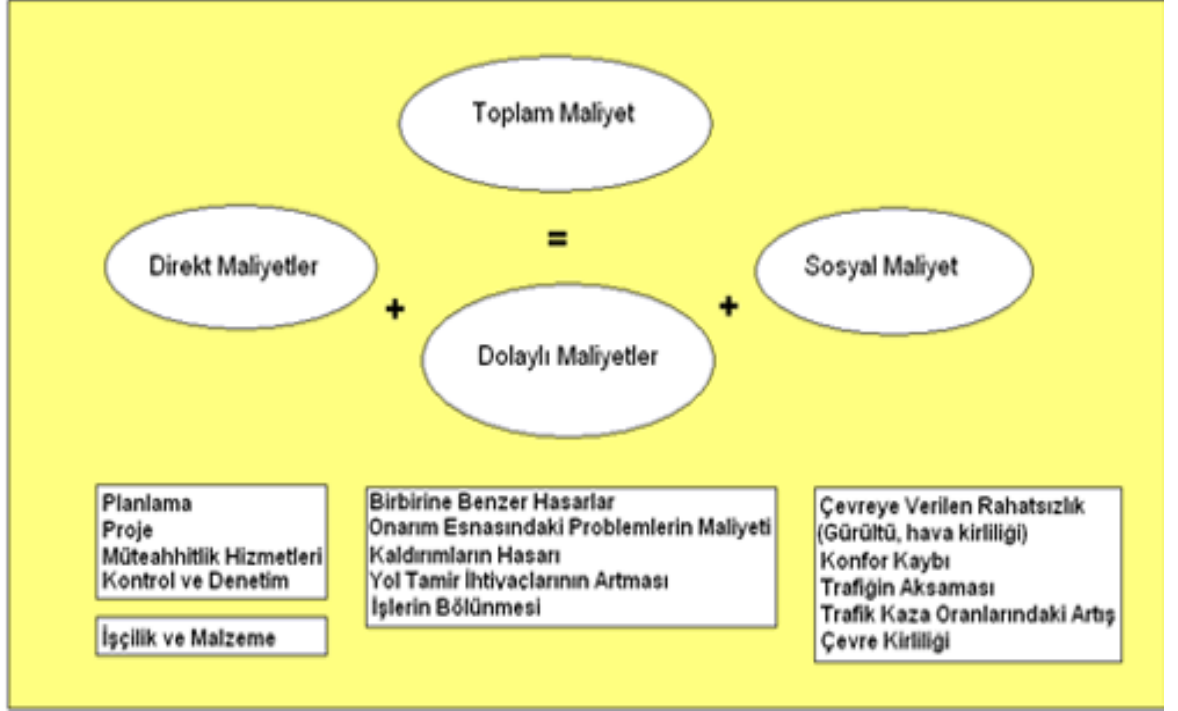 Toplam Maliyet
=
Direkt Maliyetler
+
Dolaylı Maliyetler
+
Sosyal Maliyet
Planlama
Proje
Müteahhitlik Hizmetleri
Kontrol ve Denetim
İşçilik ve Malzeme
Birbirine Benzer Hasarlar
Onarım Esnasındaki Problemlerin Maliyeti
Kaldırımların Hasarı
Yol Tamir İhtivaçlarının Artması
İşlerin Bölünmesi
Çevreye Verilen Rahatsızlık
(Gürültü, hava kirliliği)
Konfor Kaybı
Trafiğin Aksaması
Trafik Kaza Oranlarındaki Artış
Çevre Kirliliği